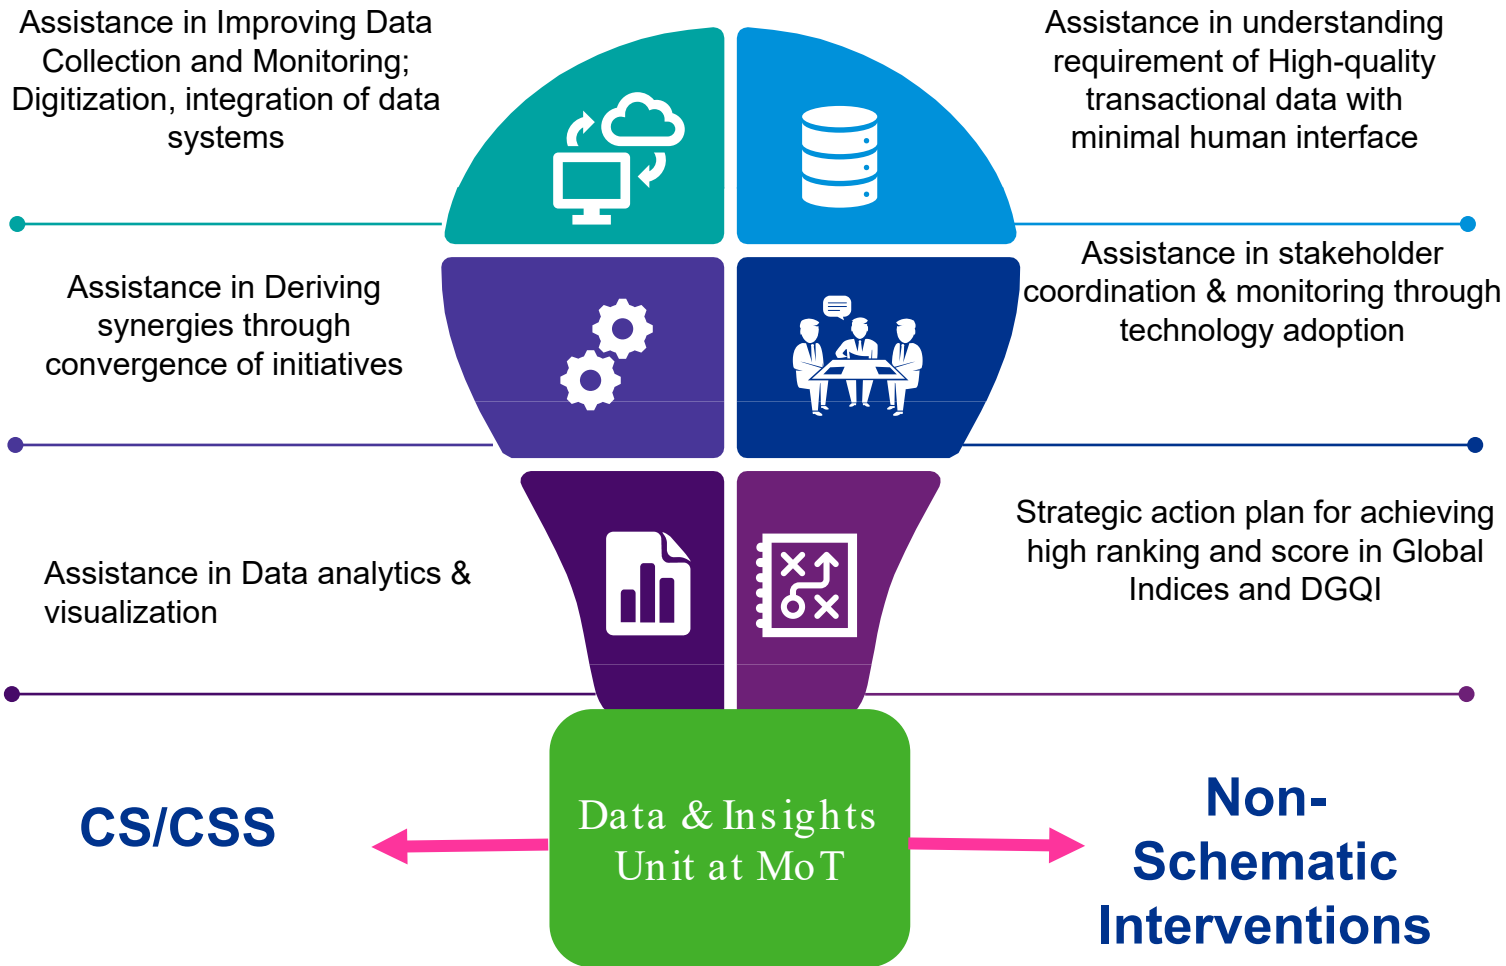 Assistance in Improving Data
Collection and Monitoring;
Digitization, integration of data
systems
Assistance in understanding
requirement of High-quality
transactional data with
minimal human interface
Assistance in Deriving
synergies through
convergence of initiatives
Assistance in stakeholder
coordination & monitoring through
technology adoption
Assistance in Data analytics &
visualization
Strategic action plan for achieving
high ranking and score in Global
Indices and DGQI
CS/CSS
Data & Insights
Unit at MoT
Non-
Schematic
Interventions